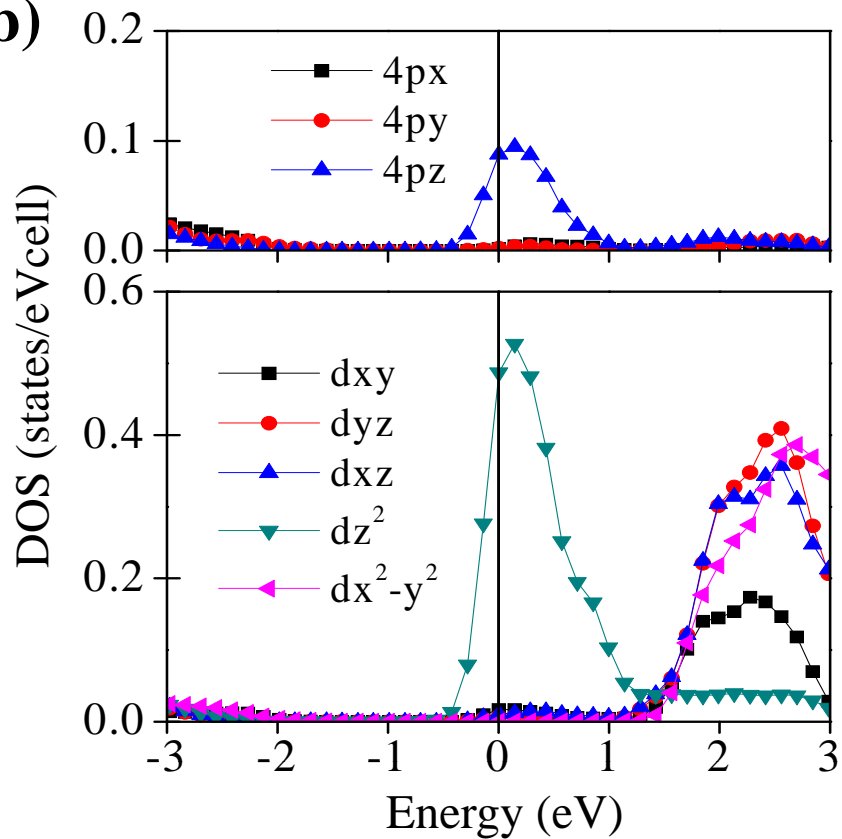 b)
0.2
0.1
0.0
4px
4py
4pz
DOS (states/eVcell)
0.6
0.4
0.2
0.0
dxy
dyz
dxz
dz²
dx²-y²
-3 -2 -1 0 1 2 3
Energy (eV)